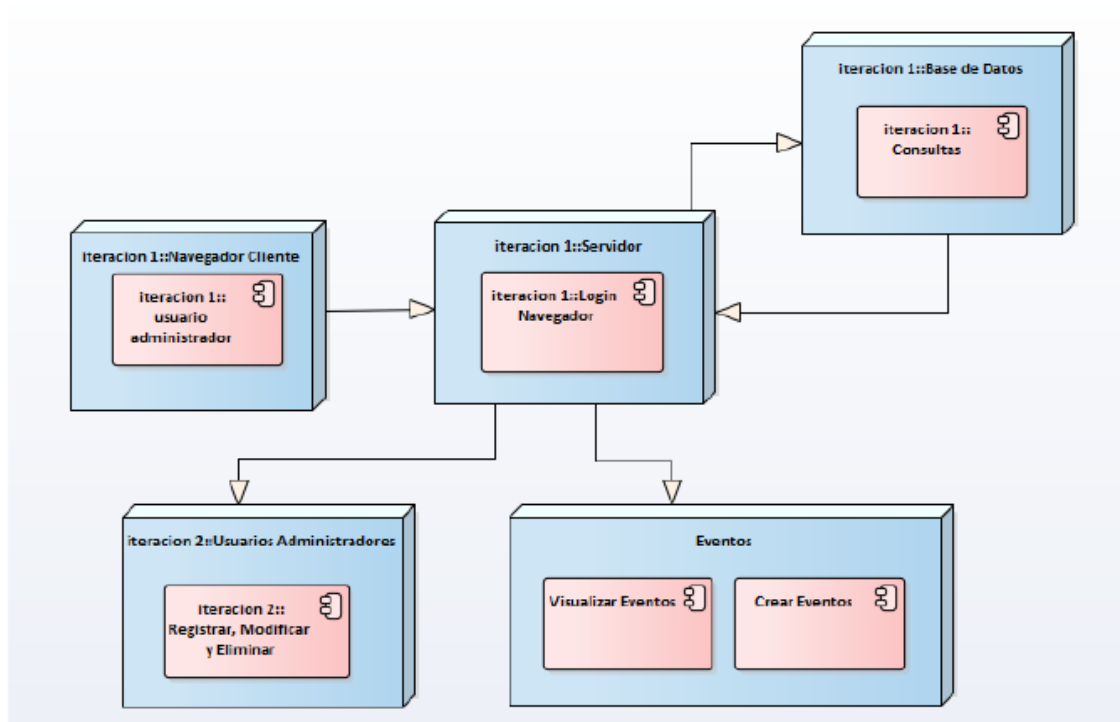 iteracion 1::Base de Datos
iteracion 1::
Consultas
iteracion 1::Navegador Cliente
iteracion 1::
usuario
administrador
iteracion 1::Servidor
iteracion 1::Login
Navegador
iteracion 2::Usuarios Administradores
iteracion 2::
Registrar, Modificar
y Eliminar
Eventos
Visualizar Eventos
Crear Eventos